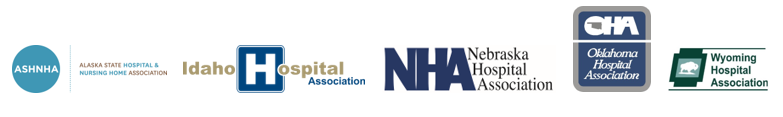 ASHNHA
ALASKA STATE HOSPITAL &
NURSING HOME ASSOCIATION
Idaho Hospital
Association
NHA
Nebraska
Hospital
Association
OHA
Oklahoma
Hospital
Association
Wyoming
Hospital
Association